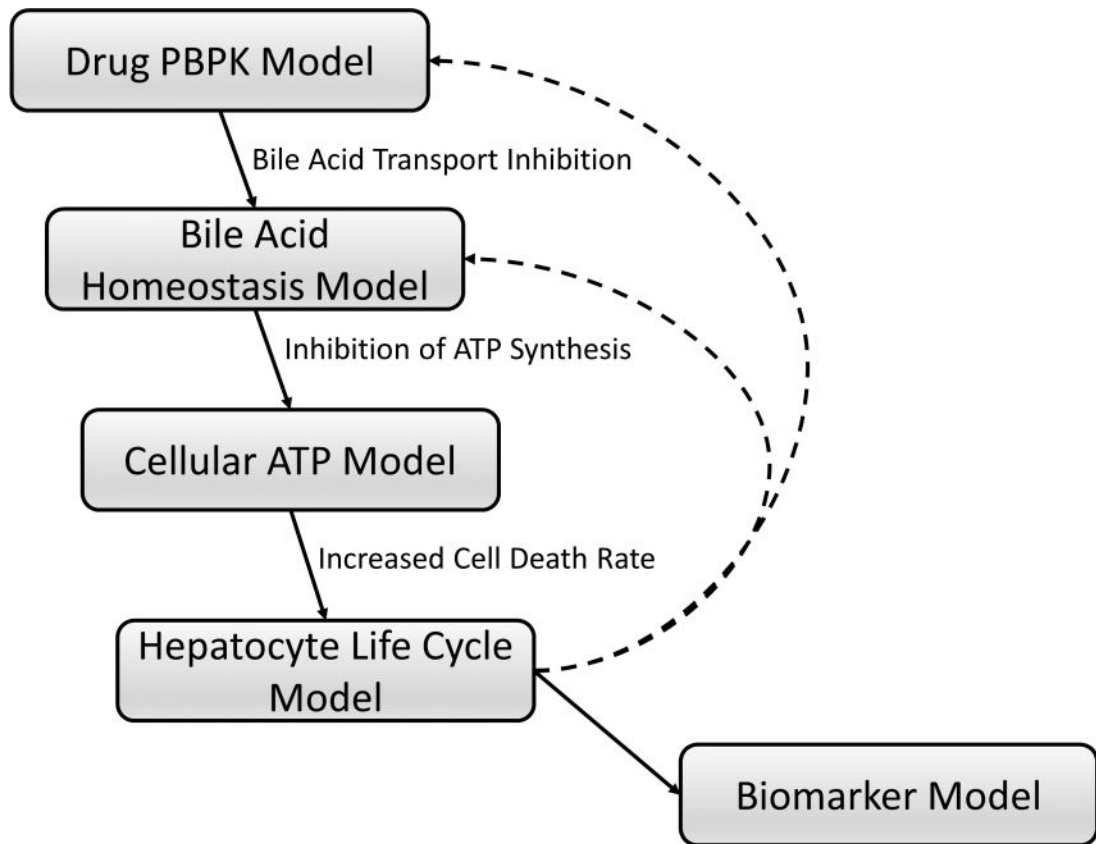 Drug PBPK Model
Bile Acid Transport Inhibition
Bile Acid
Homeostasis Model
Inhibition of ATP Synthesis
Cellular ATP Model
Increased Cell Death Rate
Hepatocyte Life Cycle
Model
Biomarker Model